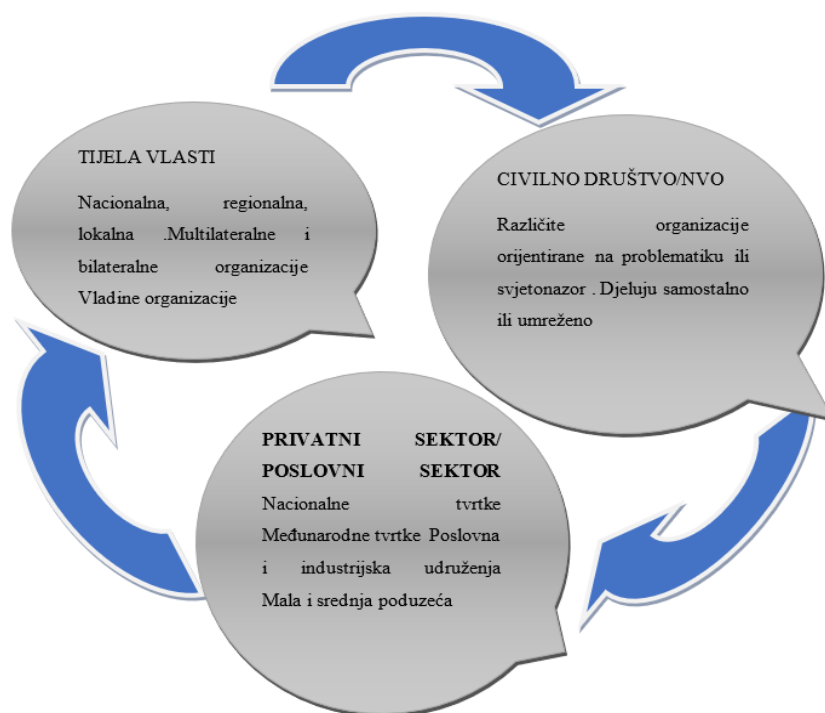 TIJELA VLASTI
Nacionalna, regionalna,
lokalna .Multilateralne i
bilateralne organizacije
Vladine organizacije
CIVILNO DRUŠTVO/NVO
Različite organizacije
orijentirane na problematiku ili
svjetonazor . Djeluju samostalno
ili umreženo
PRIVATNI SEKTOR/
POSLOVNI SEKTOR
Nacionalne tvrtke
Međunarodne tvrtke Poslovna
i industrijska udruženja
Mala i srednja poduzeća